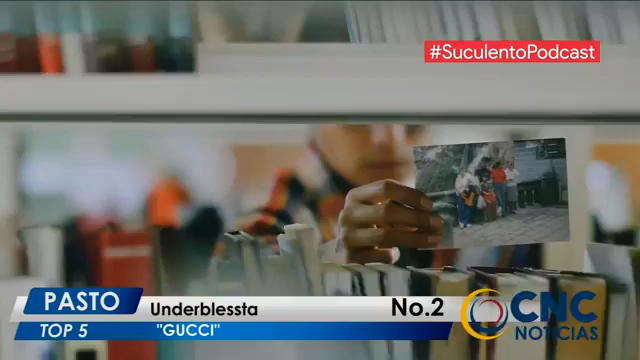 #SuculentoPodcast
PASTO
Underblessta
No.2
TOP 5
"GUCCI"
CNC
NOTICIAS